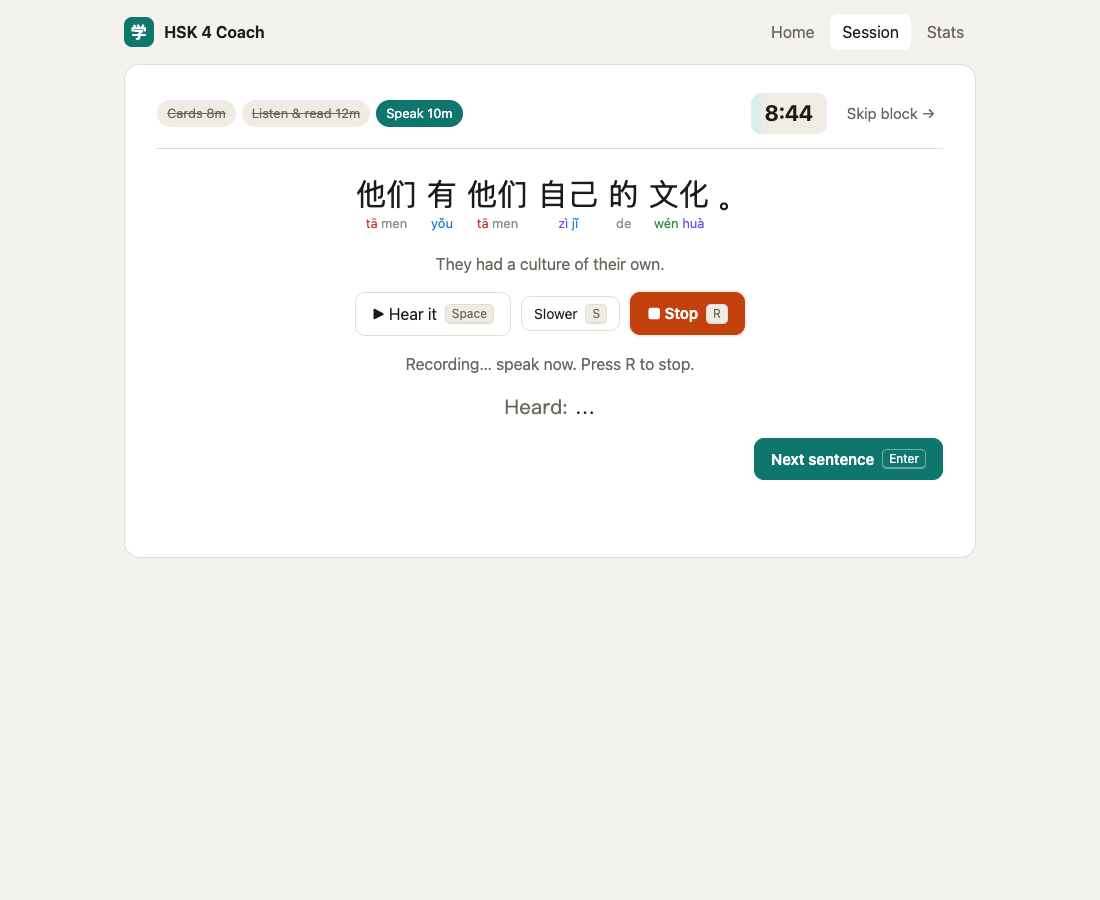 学 HSK 4 Coach Home Session Stats
Cards 8m Listen & read 12m Speak 10m 8:44 Skip block →
他们 有 他们 自己 的 文化 。
tā men yǒu tā men zì jǐ de wén huà
They had a culture of their own.
▶ Hear it Space Slower S ■ Stop R
Recording... speak now. Press R to stop.
Heard: ...
Next sentence Enter